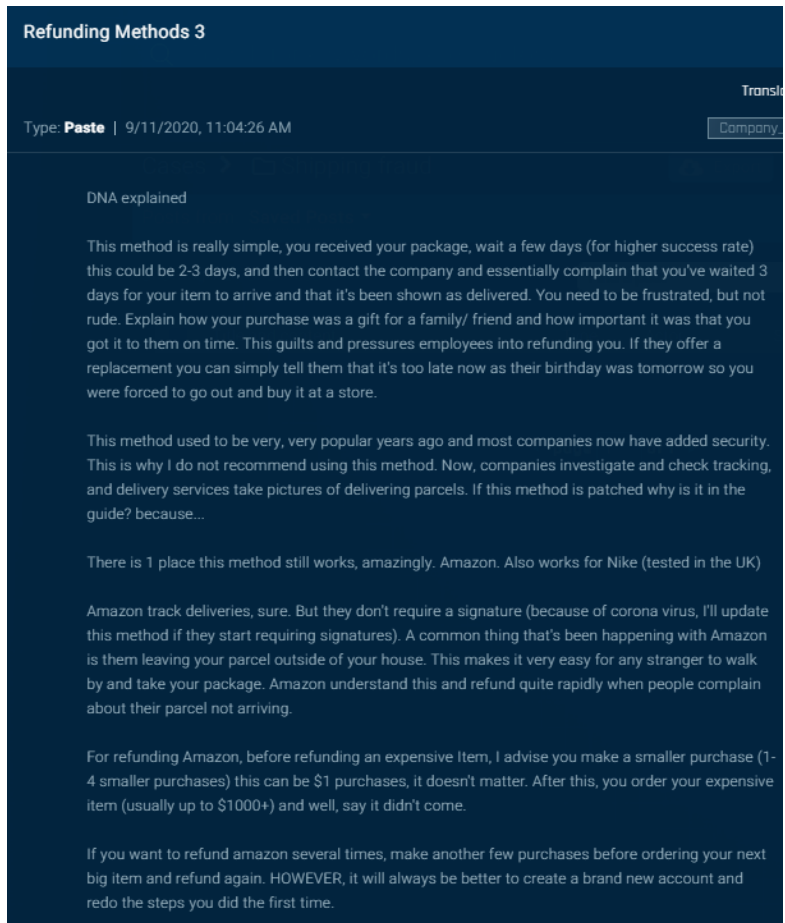 Refunding Methods 3
Transla
Type: Paste | 9/11/2020, 11:04:26 AM
Company_
DNA explained
This method is really simple, you received your package, wait a few days (for higher success rate)
this could be 2-3 days, and then contact the company and essentially complain that you've waited 3
days for your item to arrive and that it's been shown as delivered. You need to be frustrated, but not
rude. Explain how your purchase was a gift for a family/ friend and how important it was that you
got it to them on time. This guilts and pressures employees into refunding you. If they offer a
replacement you can simply tell them that it's too late now as their birthday was tomorrow so you
were forced to go out and buy it at a store.
This method used to be very, very popular years ago and most companies now have added security.
This is why I do not recommend using this method. Now, companies investigate and check tracking,
and delivery services take pictures of delivering parcels. If this method is patched why is it in the
guide? because...
There is 1 place this method still works, amazingly. Amazon. Also works for Nike (tested in the UK)
Amazon track deliveries, sure. But they don't require a signature (because of corona virus, I'll update
this method if they start requiring signatures). A common thing that's been happening with Amazon
is them leaving your parcel outside of your house. This makes it very easy for any stranger to walk
by and take your package. Amazon understand this and refund quite rapidly when people complain
about their parcel not arriving.
For refunding Amazon, before refunding an expensive Item, I advise you make a smaller purchase (1-
4 smaller purchases) this can be $1 purchases, it doesn't matter. After this, you order your expensive
item (usually up to $1000+) and well, say it didn't come.
If you want to refund amazon several times, make another few purchases before ordering your next
big item and refund again. HOWEVER, it will always be better to create a brand new account and
redo the steps you did the first time.